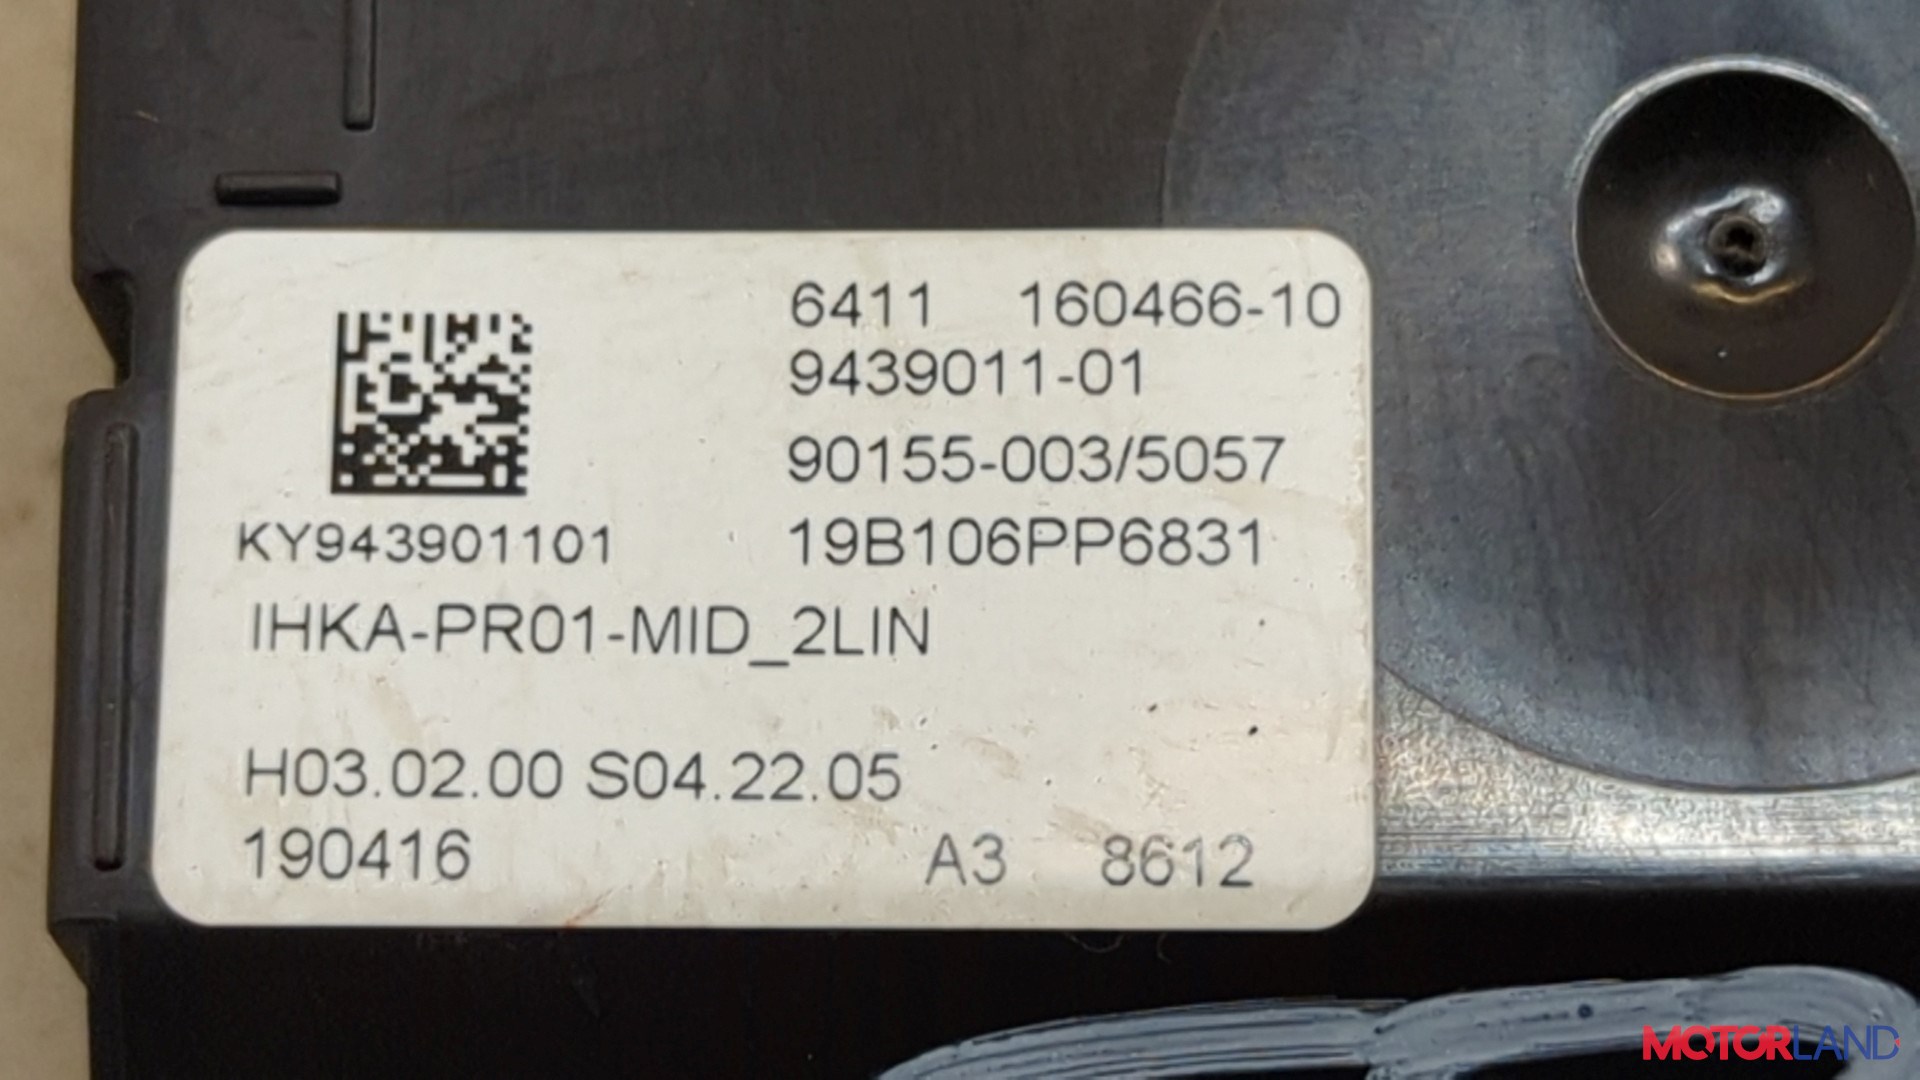 6411 160466-10
9439011-01
90155-003/5057
KY943901101 19B106PP6831
IHKA-PR01-MID_2LIN
H03.02.00 S04.22.05
190416 A3 8612
MOTORLAND